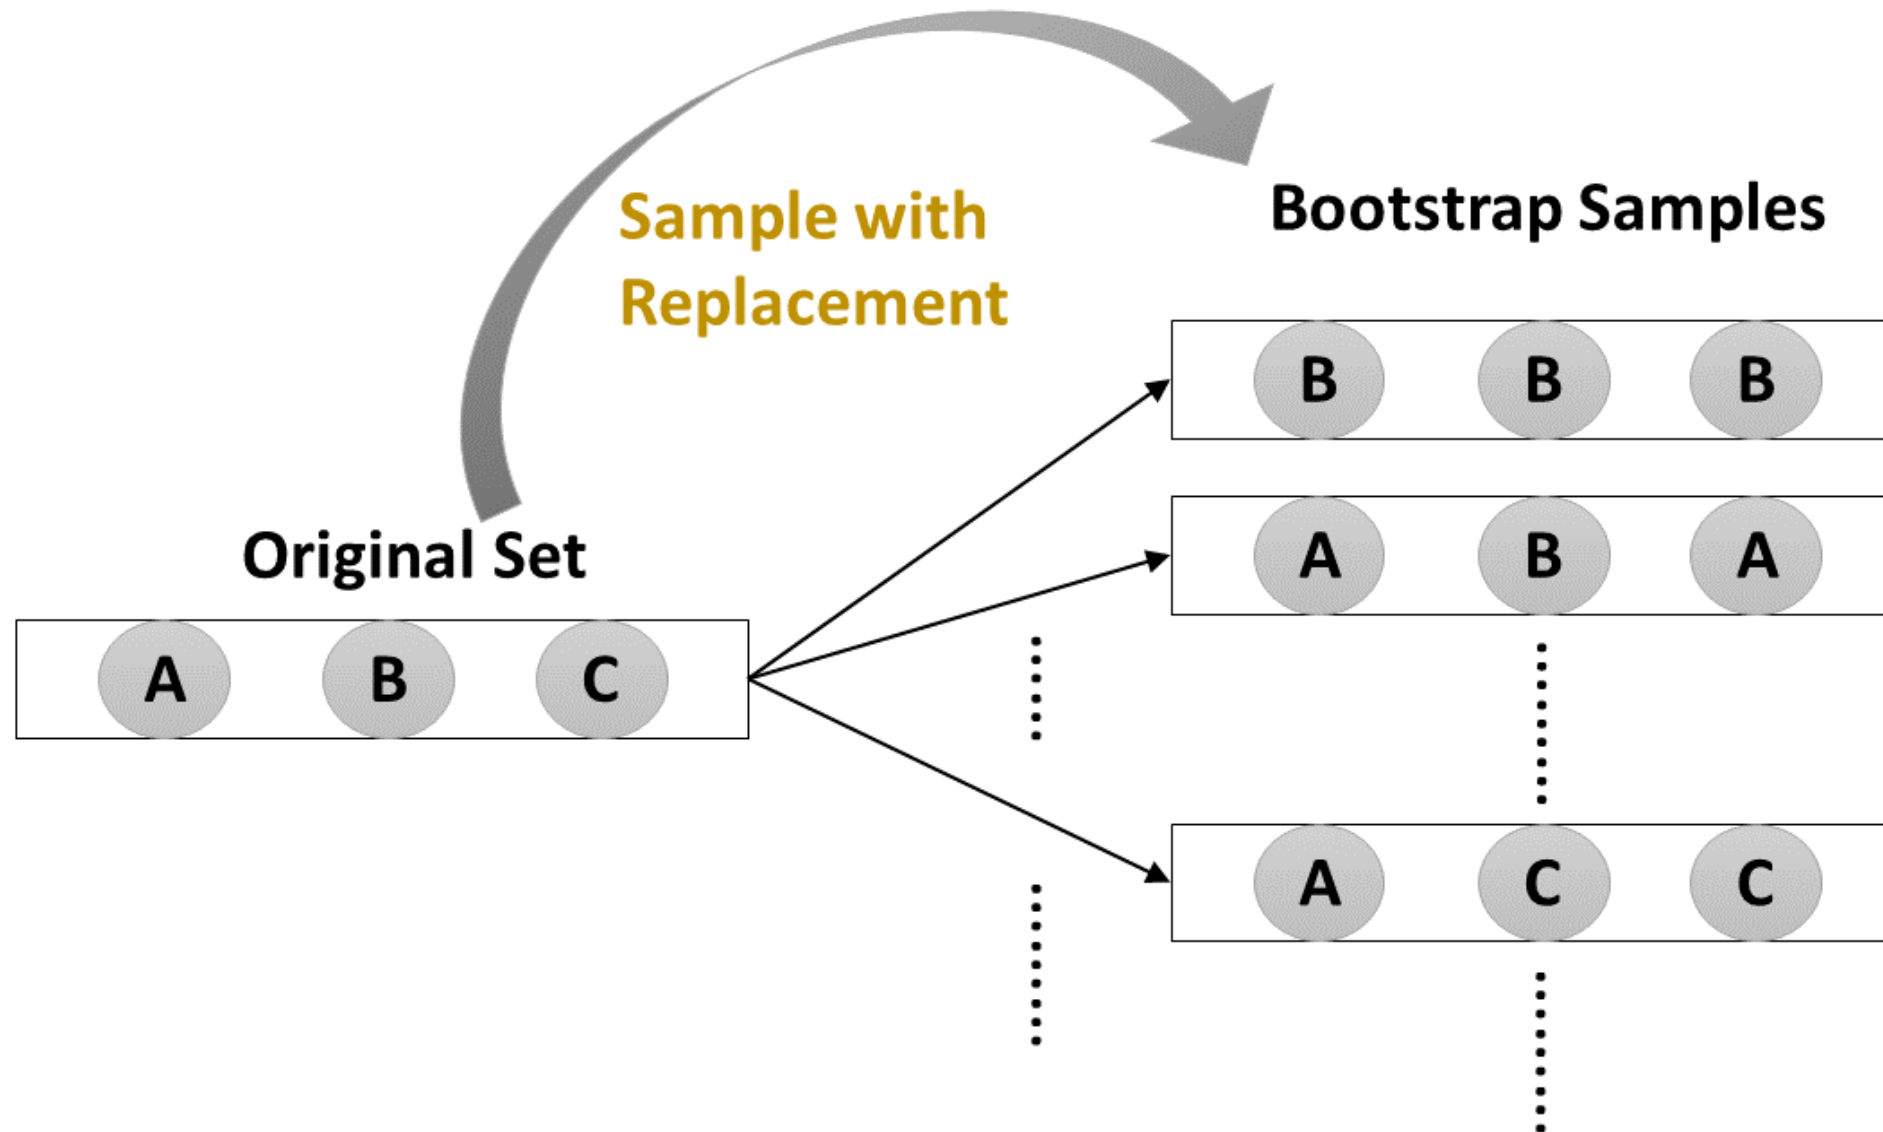 Sample with
Replacement
Bootstrap Samples
B B B
A B A
Original Set
A B C
A C C